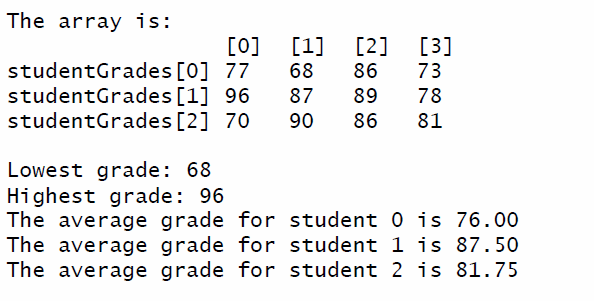 The array is:
                 [0]  [1]  [2]  [3]
studentGrades[0] 77   68   86   73
studentGrades[1] 96   87   89   78
studentGrades[2] 70   90   86   81

Lowest grade: 68
Highest grade: 96
The average grade for student 0 is 76.00
The average grade for student 1 is 87.50
The average grade for student 2 is 81.75